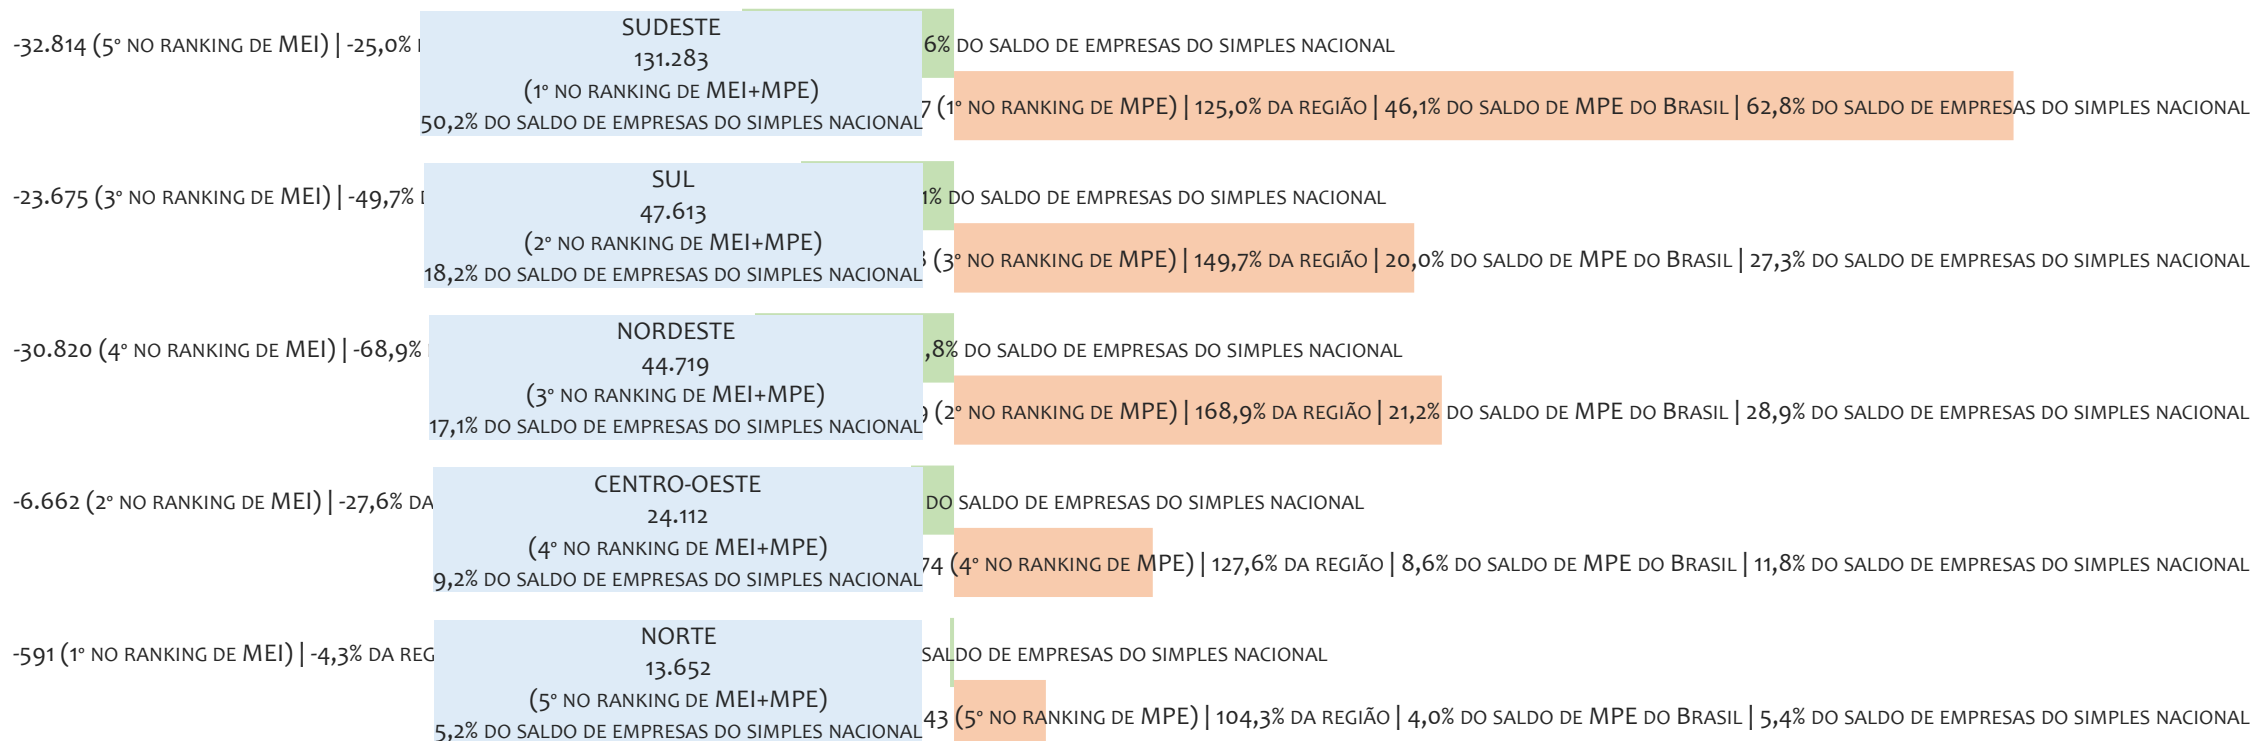 -32.814 (5° NO RANKING DE MEI) | -25,0%
SUDESTE
131.283
(1° NO RANKING DE MEI+MPE)
50,2% DO SALDO DE EMPRESAS DO SIMPLES NACIONAL
6% DO SALDO DE EMPRESAS DO SIMPLES NACIONAL
7 (1° NO RANKING DE MPE) | 125,0% DA REGIÃO | 46,1% DO SALDO DE MPE DO BRASIL | 62,8% DO SALDO DE EMPRESAS DO SIMPLES NACIONAL
-23.675 (3° NO RANKING DE MEI) | -49,7%
SUL
47.613
(2° NO RANKING DE MEI+MPE)
18,2% DO SALDO DE EMPRESAS DO SIMPLES NACIONAL
1% DO SALDO DE EMPRESAS DO SIMPLES NACIONAL
(3° NO RANKING DE MPE) | 149,7% DA REGIÃO | 20,0% DO SALDO DE MPE DO BRASIL | 27,3% DO SALDO DE EMPRESAS DO SIMPLES NACIONAL
-30.820 (4° NO RANKING DE MEI) | -68,9%
NORDESTE
44.719
(3° NO RANKING DE MEI+MPE)
17,1% DO SALDO DE EMPRESAS DO SIMPLES NACIONAL
,8% DO SALDO DE EMPRESAS DO SIMPLES NACIONAL
(2° NO RANKING DE MPE) | 168,9% DA REGIÃO | 21,2% DO SALDO DE MPE DO BRASIL | 28,9% DO SALDO DE EMPRESAS DO SIMPLES NACIONAL
-6.662 (2° NO RANKING DE MEI) | -27,6% DA
CENTRO-OESTE
24.112
(4° NO RANKING DE MEI+MPE)
9,2% DO SALDO DE EMPRESAS DO SIMPLES NACIONAL
DO SALDO DE EMPRESAS DO SIMPLES NACIONAL
74 (4° NO RANKING DE MPE) | 127,6% DA REGIÃO | 8,6% DO SALDO DE MPE DO BRASIL | 11,8% DO SALDO DE EMPRESAS DO SIMPLES NACIONAL
-591 (1° NO RANKING DE MEI) | -4,3% DA REG
NORTE
13.652
(5° NO RANKING DE MEI+MPE)
5,2% DO SALDO DE EMPRESAS DO SIMPLES NACIONAL
SALDO DE EMPRESAS DO SIMPLES NACIONAL
43 (5° NO RANKING DE MPE) | 104,3% DA REGIÃO | 4,0% DO SALDO DE MPE DO BRASIL | 5,4% DO SALDO DE EMPRESAS DO SIMPLES NACIONAL